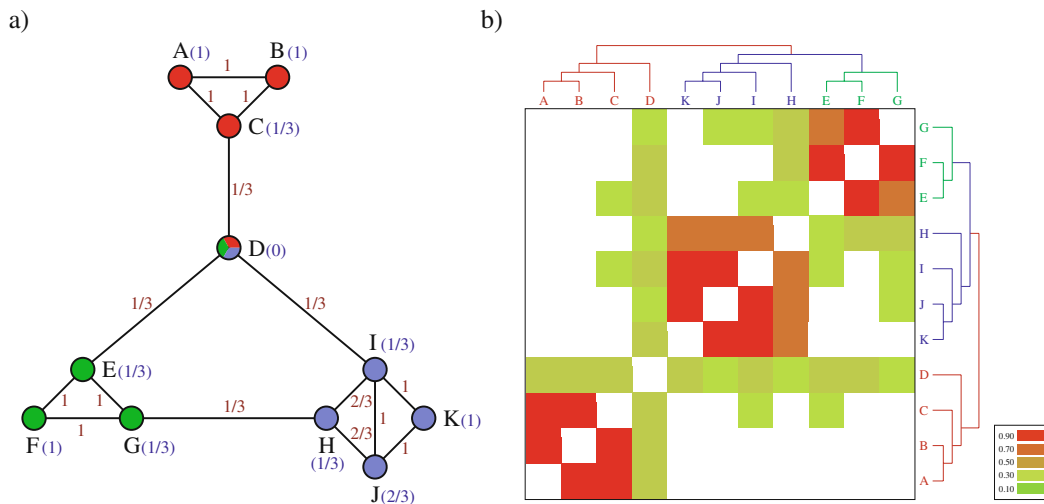 a)
A(1)
B(1)
1
1
1
C(1/3)
1/3
D(0)
1/3
1/3
E(1/3)
1
1
1
F(1)
G(1/3)
1/3
I(1/3)
2/3
1
1
2/3
1
H
(1/3)
K(1)
J(2/3)
b)
A B C D K J I H E F G
G
F
E
H
I
J
K
D
C
B
A
0.90
0.70
0.50
0.30
0.10